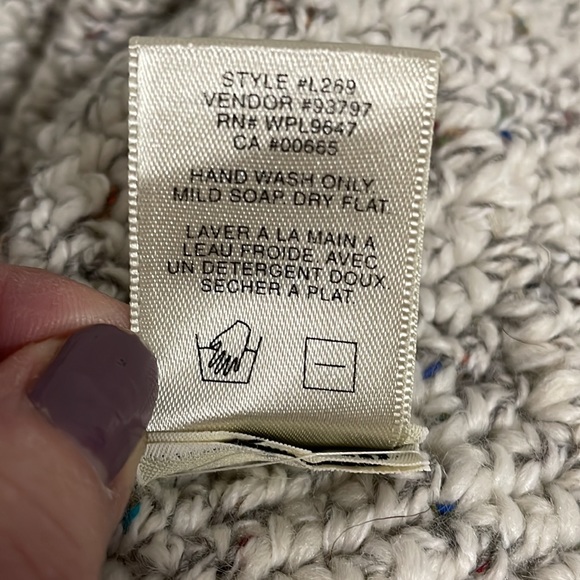 STYLE #L269
VENDOR #93797
RN# WPL9647
CA #00665
HAND WASH ONLY
MILD SOAP. DRY FLAT.
LAVER A LA MAIN A
LEAU FROIDE, AVEC
UN DETERGENT DOUX,
SECHER A PLAT.